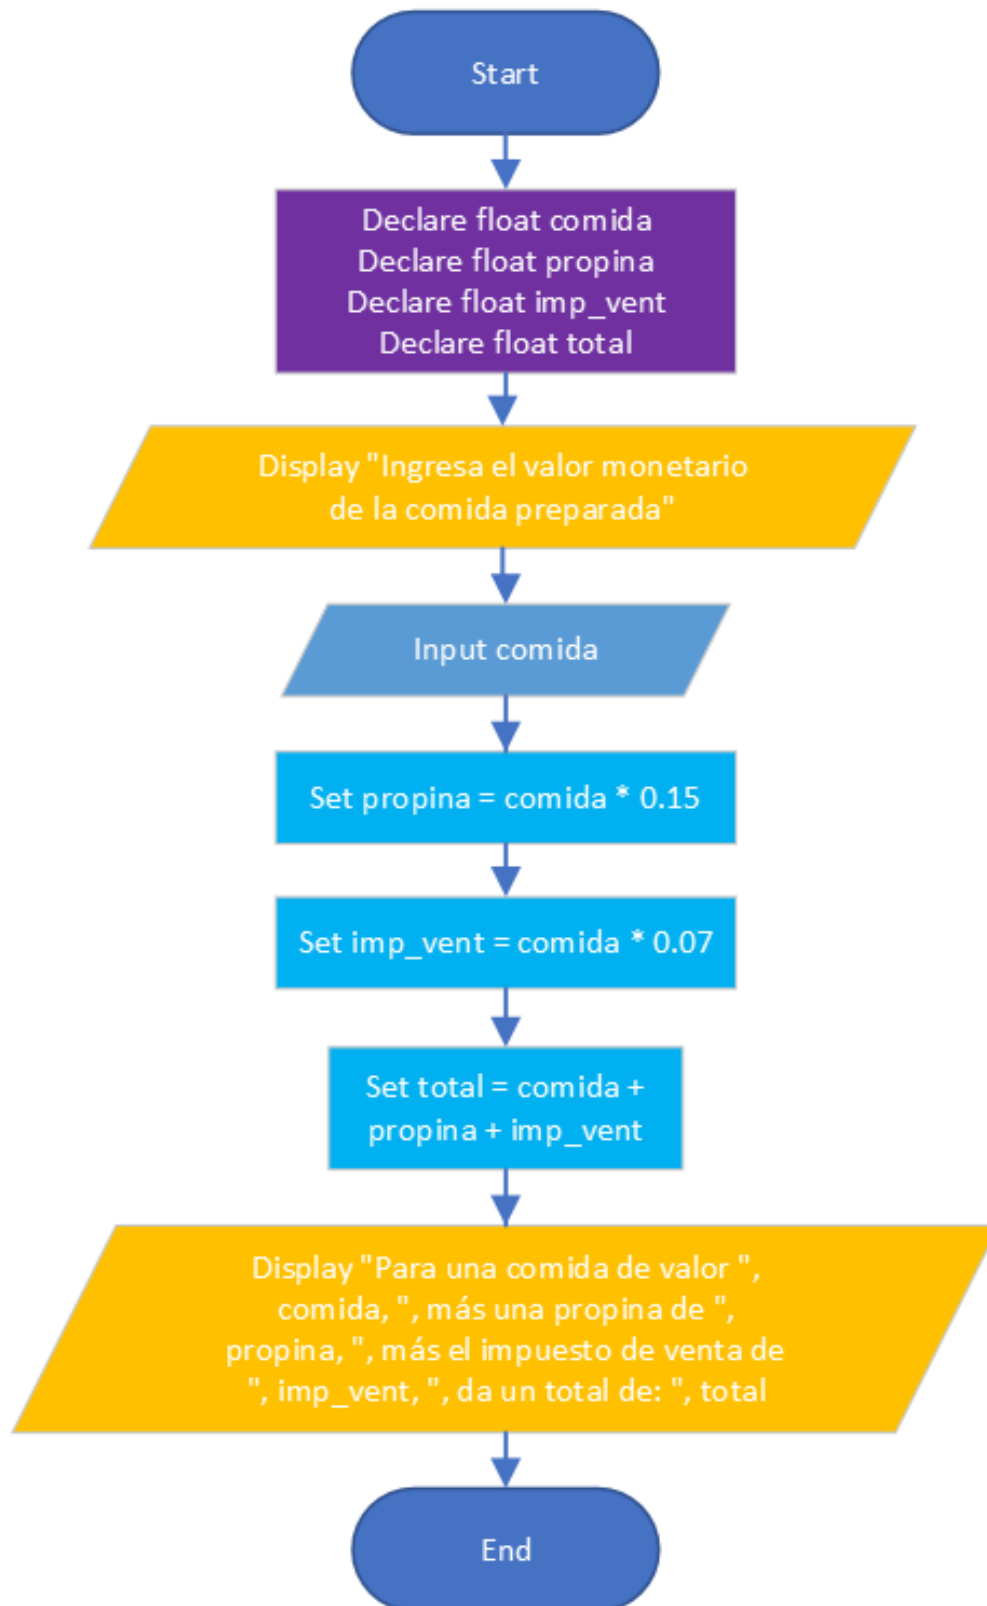 Start
Declare float comida
Declare float propina
Declare float imp_vent
Declare float total
Display "Ingresa el valor monetario
de la comida preparada"
Input comida
Set propina = comida * 0.15
Set imp_vent = comida * 0.07
Set total = comida +
propina + imp_vent
Display "Para una comida de valor ",
comida, ", más una propina de ",
propina, ", más el impuesto de venta de
", imp_vent, ", da un total de: ", total
End